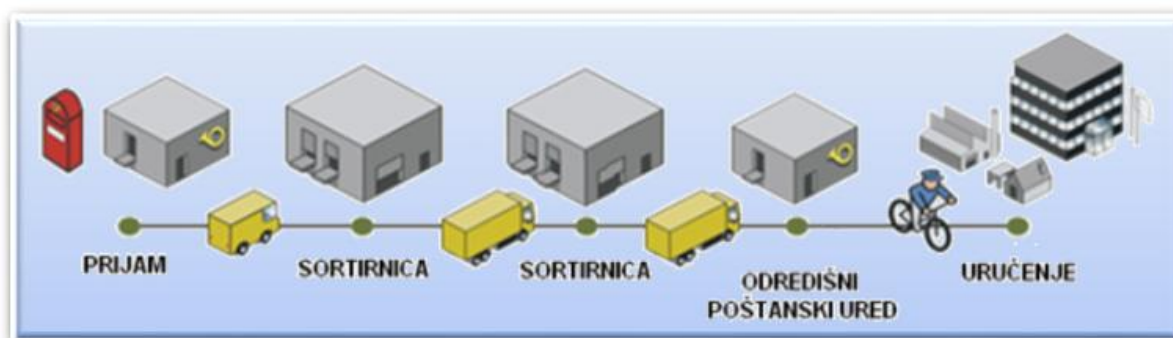 PRIJAM
SORTIRNICA
SORTIRNICA
ODREDIŠNI
POŠTANSKI URED
URUČENJE